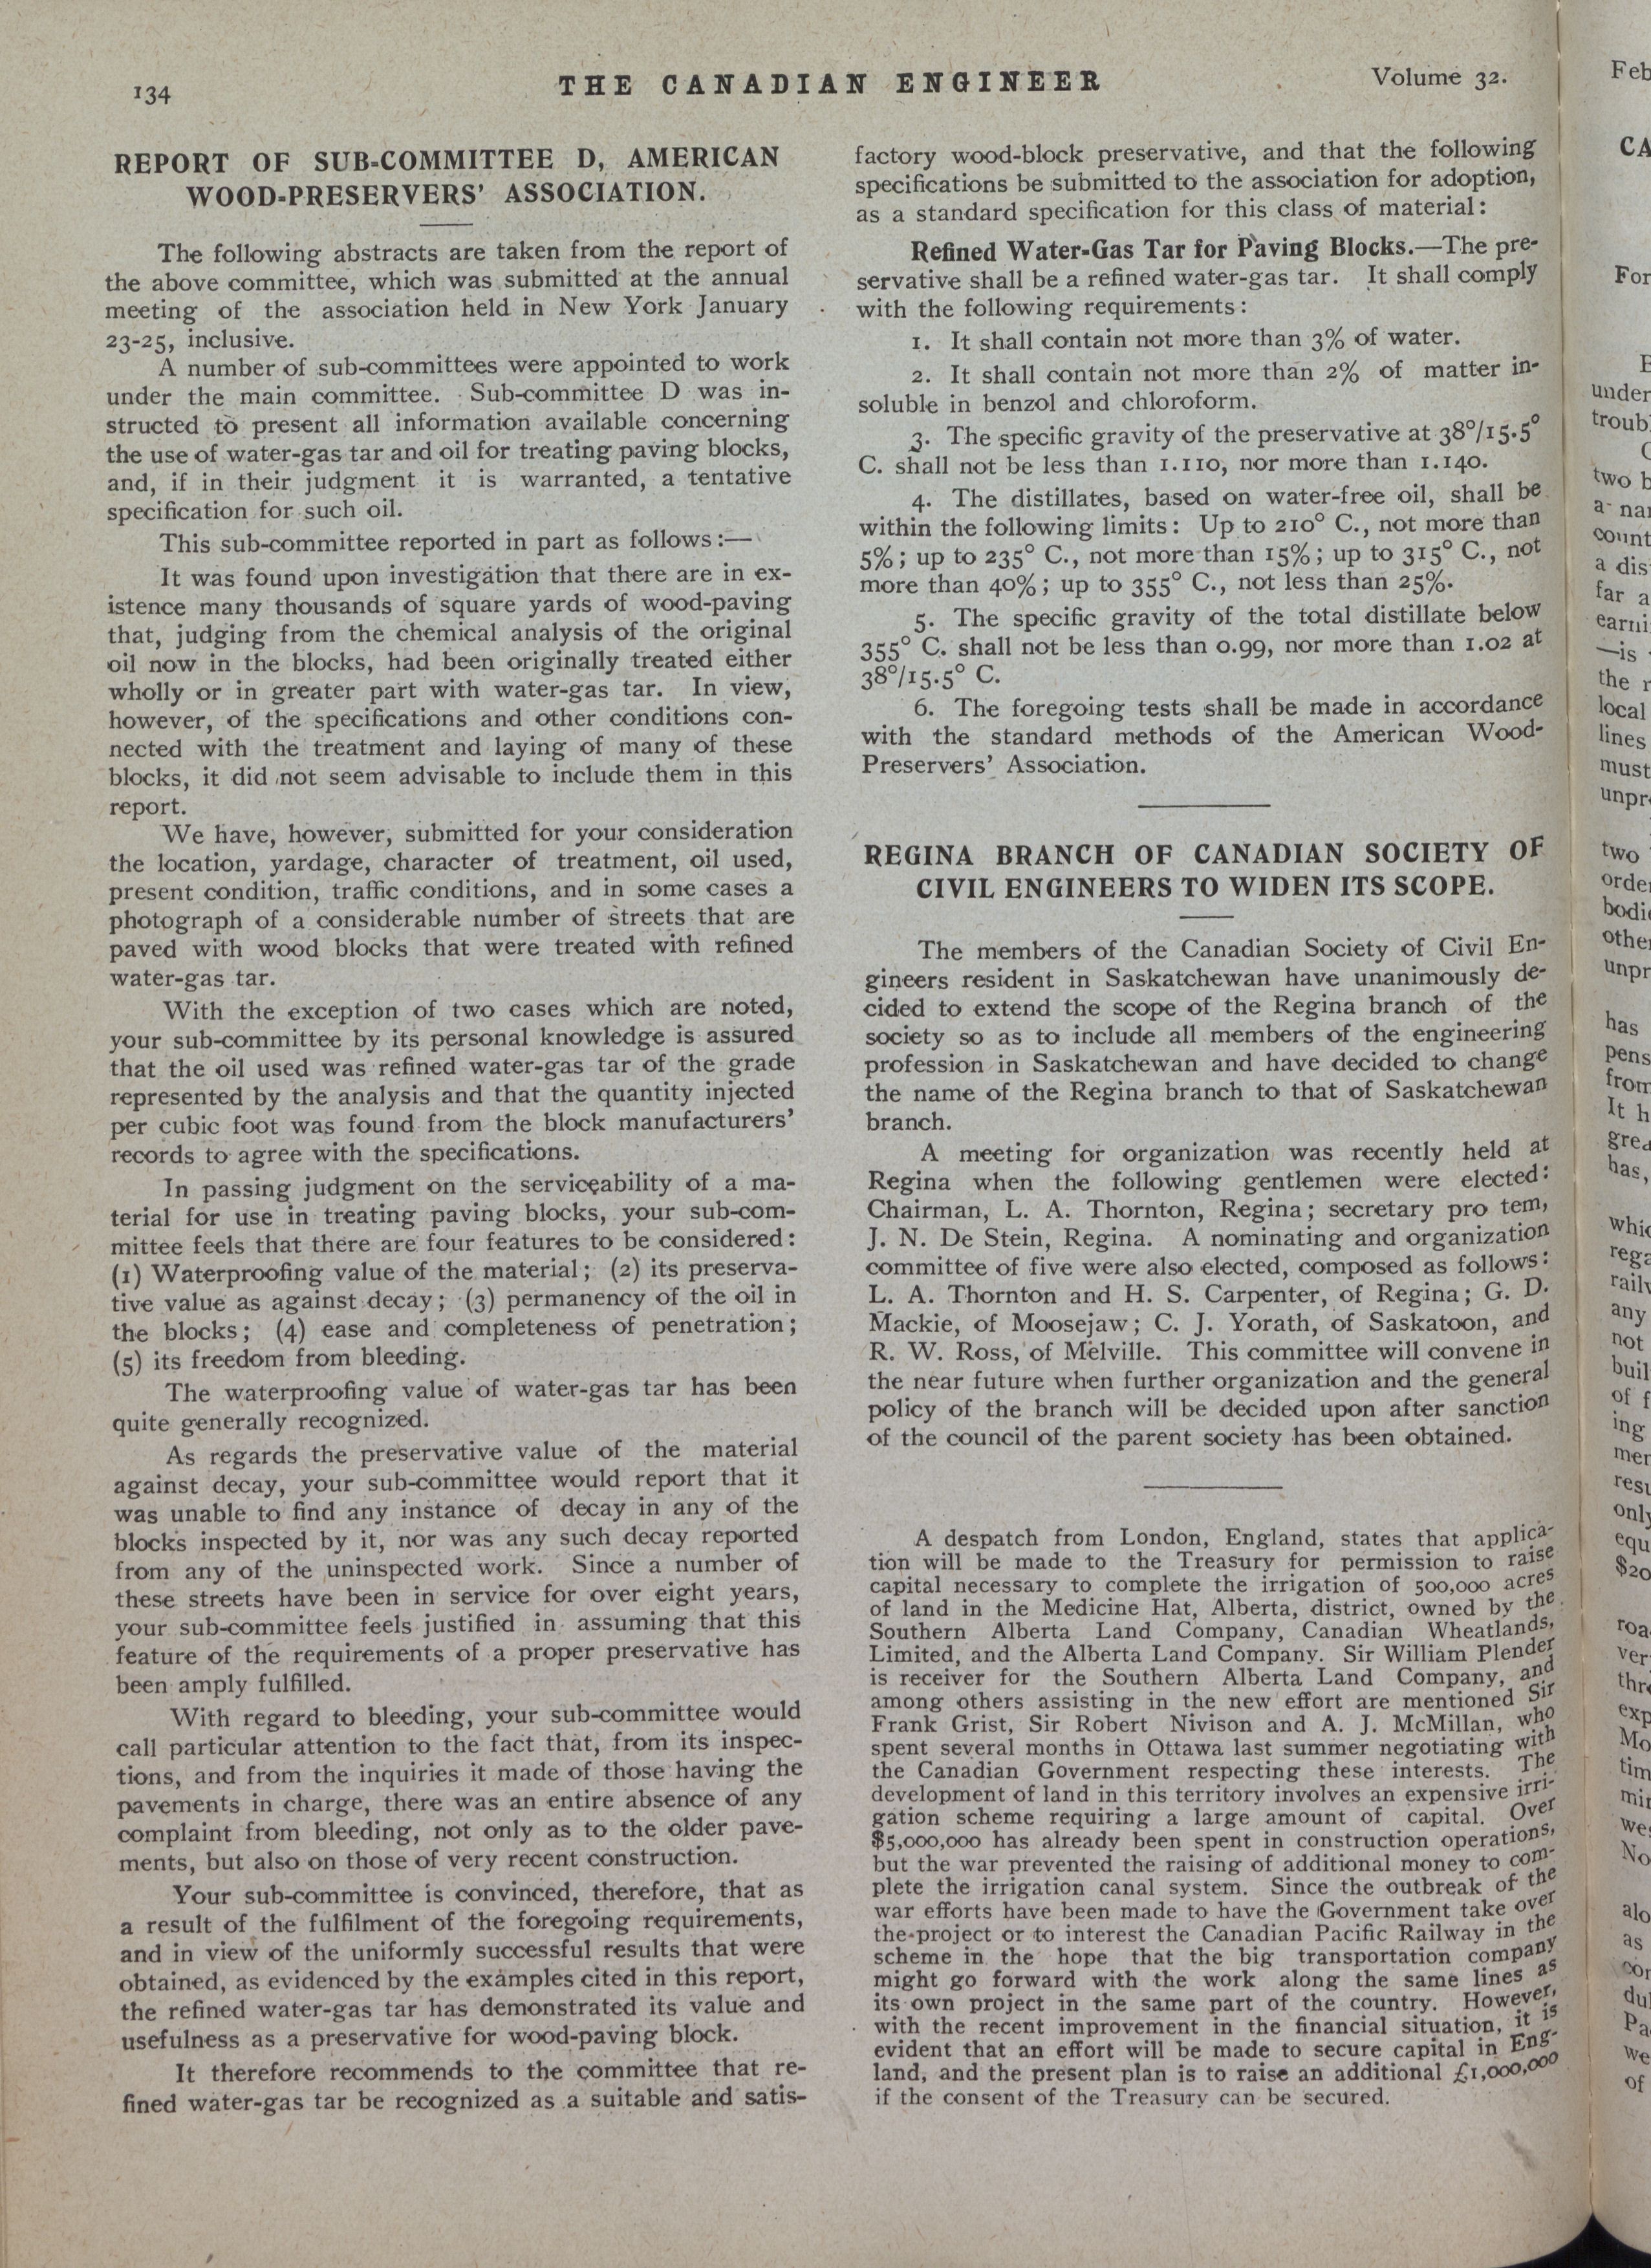 134
THE CANADIAN ENGINEER
Volume 32.
REPORT OF SUB-COMMITTEE D, AMERICAN
WOOD-PRESERVERS' ASSOCIATION.
The following abstracts are taken from the report of
the above committee, which was submitted at the annual
meeting of the association held in New York January
23-25, inclusive.
A number of sub-committees were appointed to work
under the main committee. Sub-committee D was in-
structed to present all information available concerning
the use of water-gas tar and oil for treating paving blocks,
and, if in their judgment it is warranted, a tentative
specification for such oil.
This sub-committee reported in part as follows:—
It was found upon investigation that there are in ex-
istence many thousands of square yards of wood-paving
that, judging from the chemical analysis of the original
oil now in the blocks, had been originally treated either
wholly or in greater part with water-gas tar. In view,
however, of the specifications and other conditions con-
nected with the treatment and laying of many of these
blocks, it did not seem advisable to include them in this
report.
We have, however, submitted for your consideration
the location, yardage, character of treatment, oil used,
present condition, traffic conditions, and in some cases a
photograph of a considerable number of streets that are
paved with wood blocks that were treated with refined
water-gas tar.
With the exception of two cases which are noted,
your sub-committee by its personal knowledge is assured
that the oil used was refined water-gas tar of the grade
represented by the analysis and that the quantity injected
per cubic foot was found from the block manufacturers'
records to agree with the specifications.
In passing judgment on the serviceability of a ma-
terial for use in treating paving blocks, your sub-com-
mittee feels that there are four features to be considered:
(1) Waterproofing value of the material; (2) its preserva-
tive value as against decay; (3) permanency of the oil in
the blocks; (4) ease and completeness of penetration;
(5) its freedom from bleeding.
The waterproofing value of water-gas tar has been
quite generally recognized.
As regards the preservative value of the material
against decay, your sub-committee would report that it
was unable to find any instance of decay in any of the
blocks inspected by it, nor was any such decay reported
from any of the uninspected work. Since a number of
these streets have been in service for over eight years,
your sub-committee feels justified in assuming that this
feature of the requirements of a proper preservative has
been amply fulfilled.
With regard to bleeding, your sub-committee would
call particular attention to the fact that, from its inspec-
tions, and from the inquiries it made of those having the
pavements in charge, there was an entire absence of any
complaint from bleeding, not only as to the older pave-
ments, but also on those of very recent construction.
Your sub-committee is convinced, therefore, that as
a result of the fulfilment of the foregoing requirements,
and in view of the uniformly successful results that were
obtained, as evidenced by the examples cited in this report,
the refined water-gas tar has demonstrated its value and
usefulness as a preservative for wood-paving block.
It therefore recommends to the committee that re-
fined water-gas tar be recognized as a suitable and satis-
factory wood-block preservative, and that the following
specifications be submitted to the association for adoption,
as a standard specification for this class of material:
Refined Water-Gas Tar for Paving Blocks.—The pre-
servative shall be a refined water-gas tar. It shall comply
with the following requirements:
1. It shall contain not more than 3% of water.
2. It shall contain not more than 2% of matter in-
soluble in benzol and chloroform.
3. The specific gravity of the preservative at 38°/15.5°
C. shall not be less than 1.110, nor more than 1.140.
4. The distillates, based on water-free oil, shall be
within the following limits: Up to 210° C., not more than
5%; up to 235° C., not more than 15%; up to 315° C., not
more than 40%; up to 355° C., not less than 25%.
5. The specific gravity of the total distillate below
355° C. shall not be less than 0.99, nor more than 1.02 at
38°/15.5° C.
6. The foregoing tests shall be made in accordance
with the standard methods of the American Wood-
Preservers' Association.
REGINA BRANCH OF CANADIAN SOCIETY OF
CIVIL ENGINEERS TO WIDEN ITS SCOPE.
The members of the Canadian Society of Civil En-
gineers resident in Saskatchewan have unanimously de-
cided to extend the scope of the Regina branch of the
society so as to include all members of the engineering
profession in Saskatchewan and have decided to change
the name of the Regina branch to that of Saskatchewan
branch.
A meeting for organization was recently held at
Regina when the following gentlemen were elected:
Chairman, L. A. Thornton, Regina; secretary pro tem,
J. N. De Stein, Regina. A nominating and organization
committee of five were also elected, composed as follows:
L. A. Thornton and H. S. Carpenter, of Regina; G. D.
Mackie, of Moosejaw; C. J. Yorath, of Saskatoon, and
R. W. Ross, of Melville. This committee will convene in
the near future when further organization and the general
policy of the branch will be decided upon after sanction
of the council of the parent society has been obtained.
A despatch from London, England, states that applica-
tion will be made to the Treasury for permission to raise
capital necessary to complete the irrigation of 500,000 acres
of land in the Medicine Hat, Alberta, district, owned by the
Southern Alberta Land Company, Canadian Wheatlands,
Limited, and the Alberta Land Company. Sir William Plender
is receiver for the Southern Alberta Land Company, and
among others assisting in the new effort are mentioned Sir
Frank Grist, Sir Robert Nivison and A. J. McMillan, who
spent several months in Ottawa last summer negotiating with
the Canadian Government respecting these interests. The
development of land in this territory involves an expensive irri-
gation scheme requiring a large amount of capital. Over
$5,000,000 has already been spent in construction operations,
but the war prevented the raising of additional money to com-
plete the irrigation canal system. Since the outbreak of the
war efforts have been made to have the Government take over
the project or to interest the Canadian Pacific Railway in the
scheme in the hope that the big transportation company
might go forward with the work along the same lines as
its own project in the same part of the country. However,
with the recent improvement in the financial situation, it is
evident that an effort will be made to secure capital in Eng-
land, and the present plan is to raise an additional £1,000,000
if the consent of the Treasury can be secured.